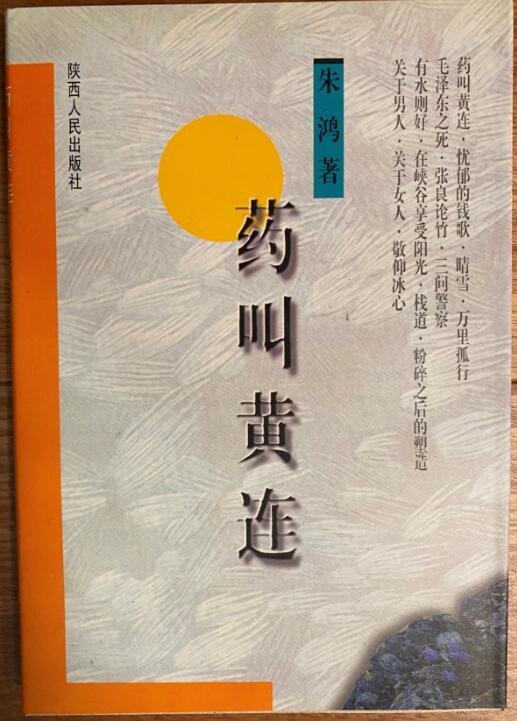 药叫黄连·忧郁的钱歌·晴雪·万里孤行
毛泽东之死·张良论竹·三问警察
有水则好·在峡谷享受阳光·栈道·粉碎之后的塑造
关于男人·关于女人·敬仰冰心
朱鸿著
药叫黄连
陕西人民出版社